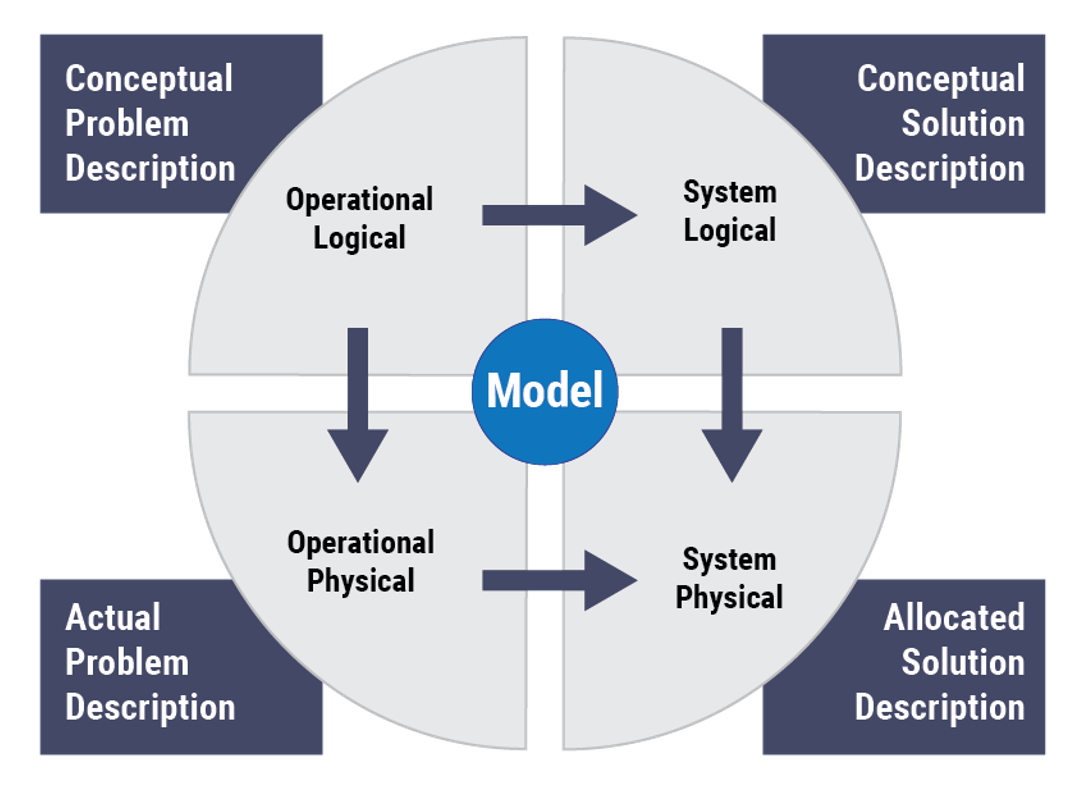 Conceptual
Problem
Description
Conceptual
Solution
Description
Operational
Logical
System
Logical
Model
Operational
Physical
System
Physical
Actual
Problem
Description
Allocated
Solution
Description